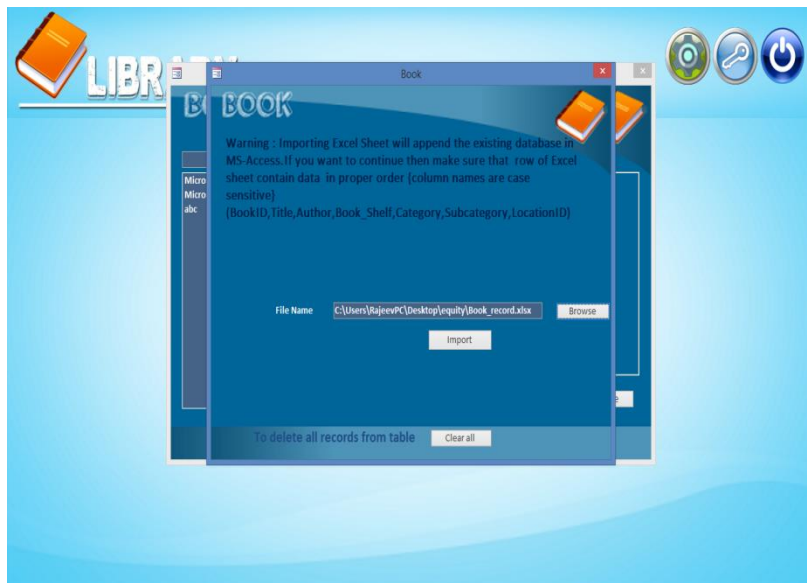 LIBR
Book
BOOK
Warning : Importing Excel Sheet will append the existing database in
MS-Access.If you want to continue then make sure that row of Excel
sheet contain data in proper order {column names are case
sensitive}
{BookID,Title,Author,Book_Shelf,Category,Subcategory,LocationID}
Micro
Micro
abc
File Name C:\Users\RajeevPC\Desktop\equity\Book_record.xlsx Browse
Import
To delete all records from table Clear all